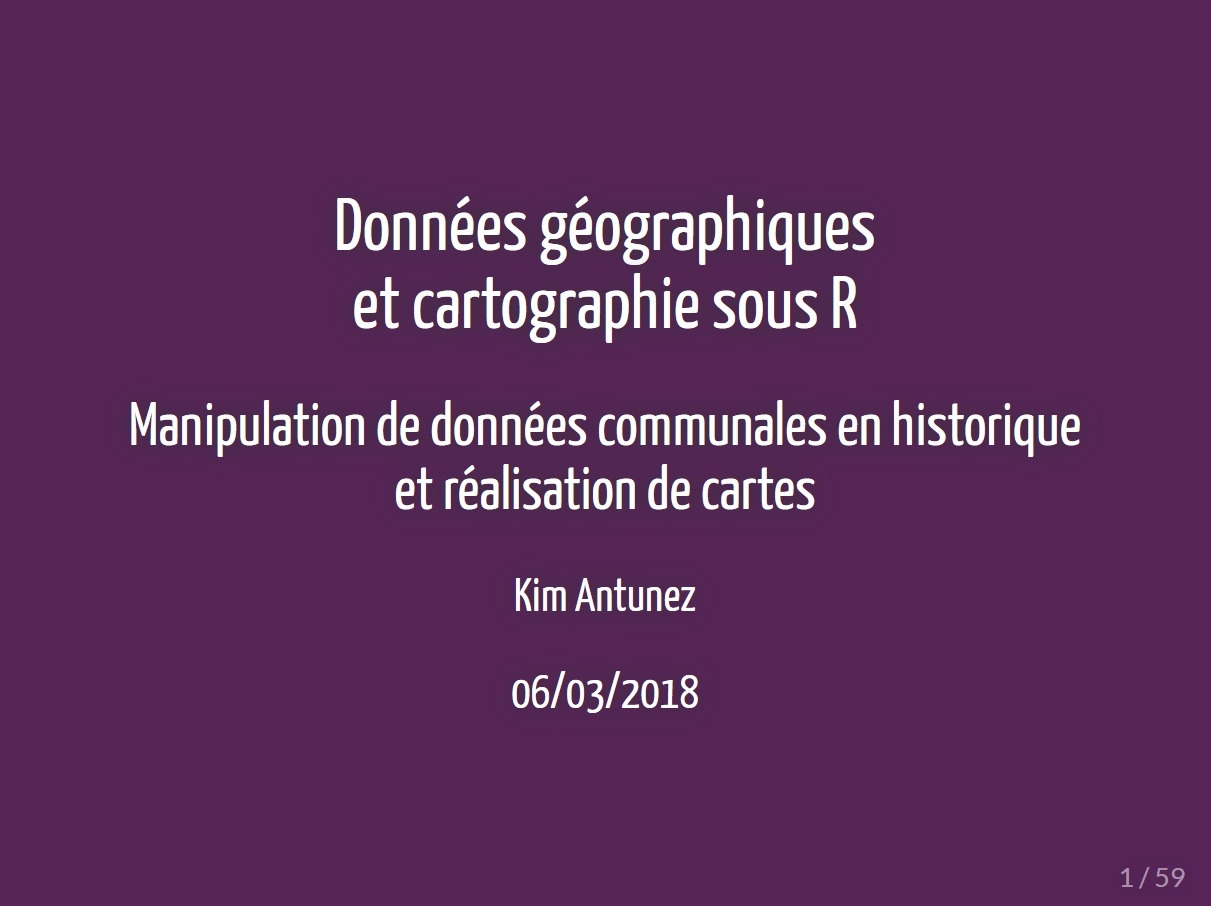 Données géographiques
et cartographie sous R
Manipulation de données communales en historique
et réalisation de cartes
Kim Antunez
06/03/2018
1 / 59